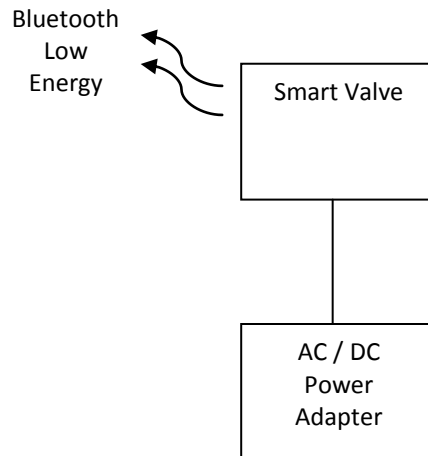 Bluetooth
Low
Energy
Smart Valve
AC / DC
Power
Adapter